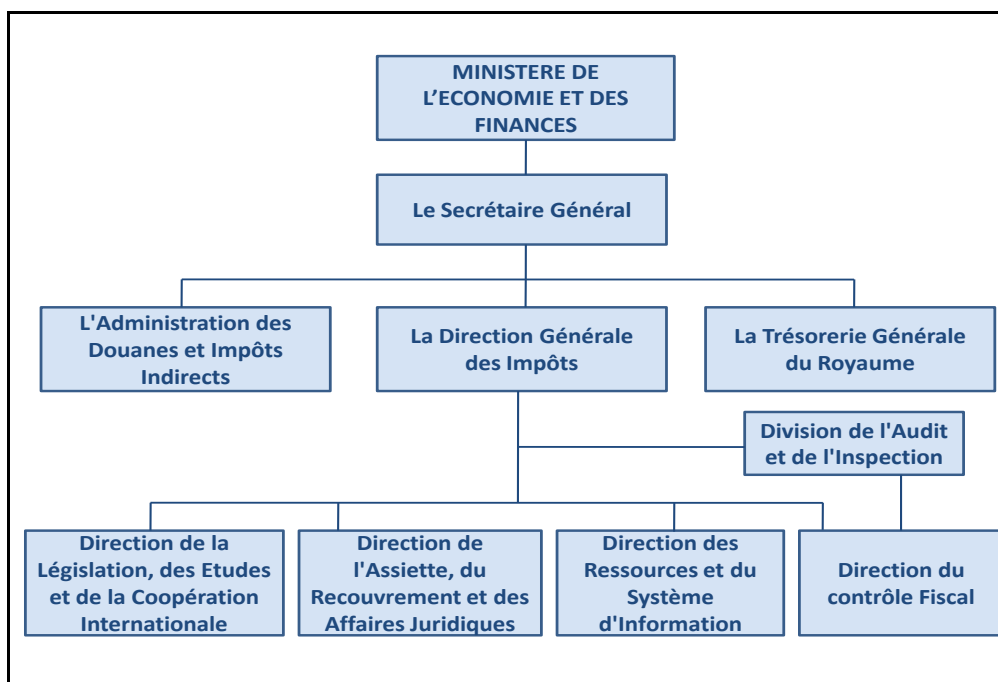 MINISTERE DE
L'ECONOMIE ET DES
FINANCES
Le Secrétaire Général
L'Administration des
Douanes et Impôts
Indirects
La Direction Générale
des Impôts
La Trésorerie Générale
du Royaume
Division de l'Audit
et de l'Inspection
Direction de la
Législation, des Etudes
et de la Coopération
Internationale
Direction de
l'Assiette, du
Recouvrement et des
Affaires Juridiques
Direction des
Ressources et du
Système
d'Information
Direction du
contrôle Fiscal